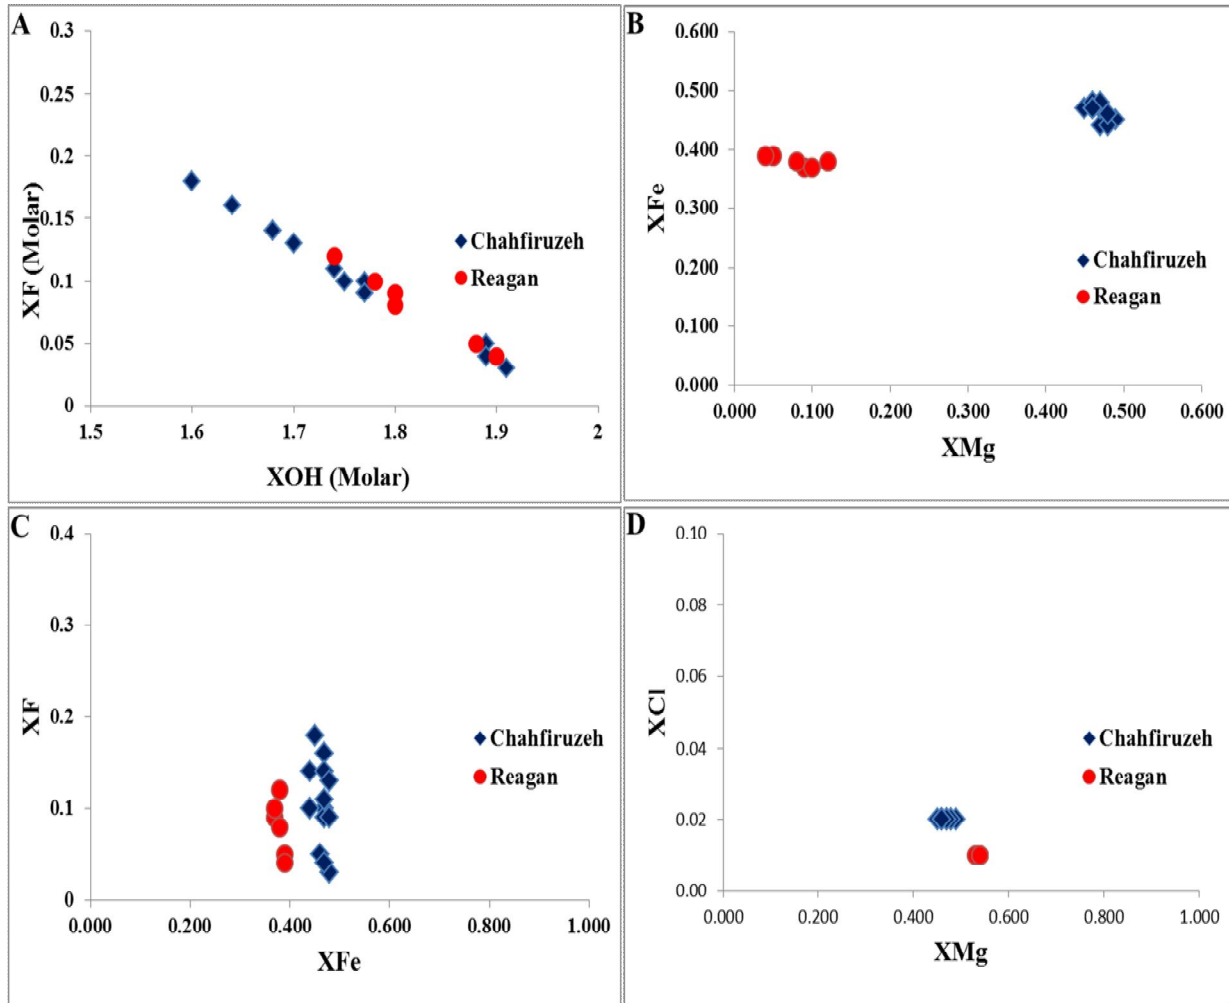 A
0.3
0.25
0.2
0.15
0.1
0.05
0
XF (Molar)
1.5 1.6 1.7 1.8 1.9 2
XOH (Molar)
Chahfiruzeh
Reagan
B
0.600
0.500
0.400
0.300
0.200
0.100
0.000
XFe
0.000 0.100 0.200 0.300 0.400 0.500 0.600
XMg
Chahfiruzeh
Reagan
C
0.4
0.3
0.2
0.1
0
XF
0.000 0.200 0.400 0.600 0.800 1.000
XFe
Chahfiruzeh
Reagan
D
0.10
0.08
0.06
0.04
0.02
0.00
XCl
0.000 0.200 0.400 0.600 0.800 1.000
XMg
Chahfiruzeh
Reagan